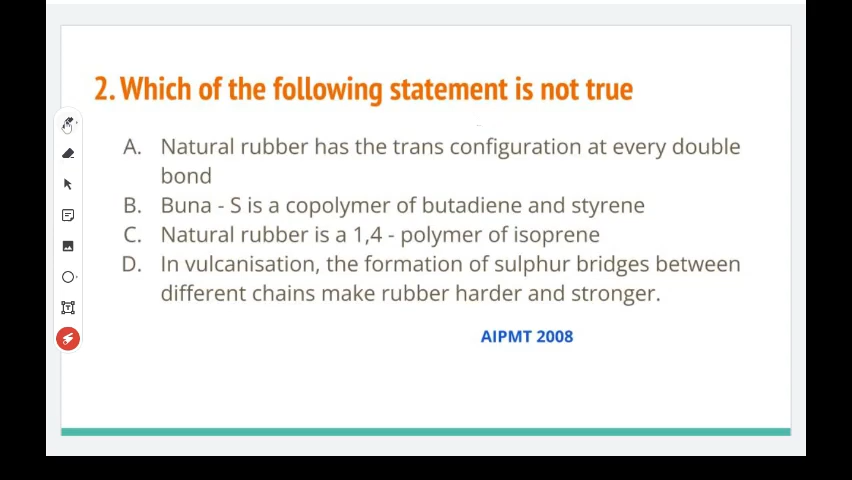 2. Which of the following statement is not true
A. Natural rubber has the trans configuration at every double
bond
B. Buna - S is a copolymer of butadiene and styrene
C. Natural rubber is a 1,4 - polymer of isoprene
D. In vulcanisation, the formation of sulphur bridges between
different chains make rubber harder and stronger.
AIPMT 2008